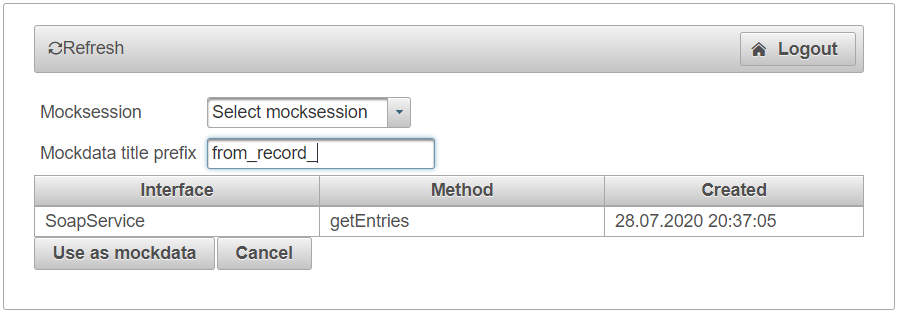 Refresh Logout
Mocksession Select mocksession
Mockdata title prefix from_record_
Interface Method Created
SoapService getEntries 28.07.2020 20:37:05
Use as mockdata Cancel